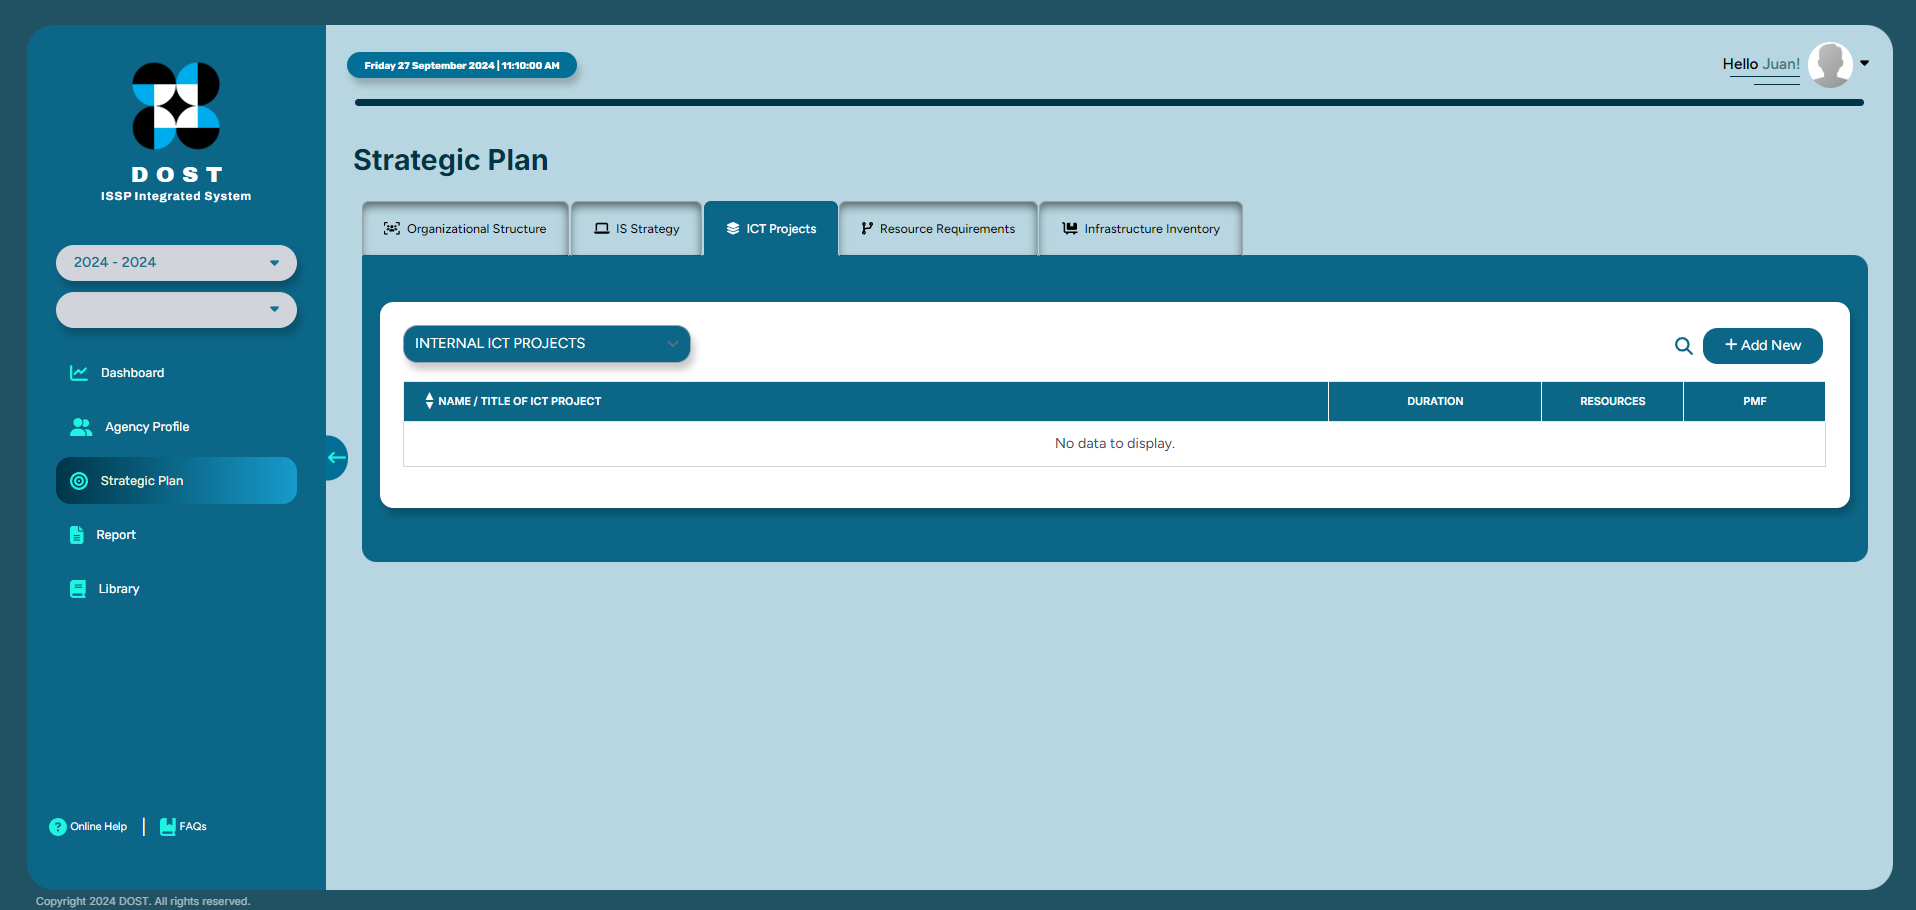 Friday 27 September 2024 | 11:10:00 AM
Hello Juan!
DOST
ISSP Integrated System
2024 - 2024
Dashboard
Agency Profile
Strategic Plan
Report
Library
? Online Help | FAQs
Strategic Plan
Organizational Structure
IS Strategy
ICT Projects
Resource Requirements
Infrastructure Inventory
INTERNAL ICT PROJECTS
+ Add New
NAME / TITLE OF ICT PROJECT
DURATION
RESOURCES
PMF
No data to display.
Copyright 2024 DOST. All rights reserved.